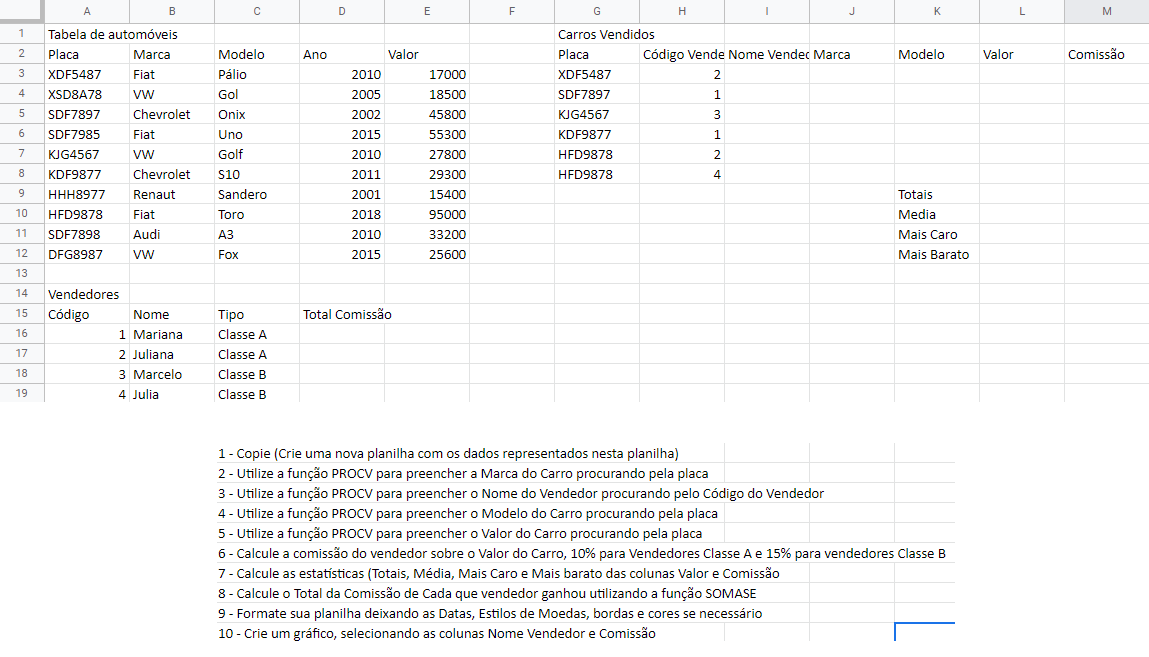 A B C D E F G H I J K L M
1 Tabela de automóveis Carros Vendidos
2 Placa Marca Modelo Ano Valor Placa Código Vende Nome Vendec Marca Modelo Valor Comissão
3 XDF5487 Fiat Pálio 2010 17000 XDF5487 2
4 XSD8A78 VW Gol 2005 18500 SDF7897 1
5 SDF7897 Chevrolet Onix 2002 45800 KJG4567 3
6 SDF7985 Fiat Uno 2015 55300 KDF9877 1
7 KJG4567 VW Golf 2010 27800 HFD9878 2
8 KDF9877 Chevrolet S10 2011 29300 HFD9878 4
9 HHH8977 Renaut Sandero 2001 15400 Totais
10 HFD9878 Fiat Toro 2018 95000 Media
11 SDF7898 Audi A3 2010 33200 Mais Caro
12 DFG8987 VW Fox 2015 25600 Mais Barato
13
14 Vendedores
15 Código Nome Tipo Total Comissão
16 1 Mariana Classe A
17 2 Juliana Classe A
18 3 Marcelo Classe B
19 4 Julia Classe B
1 - Copie (Crie uma nova planilha com os dados representados nesta planilha)
2 - Utilize a função PROCV para preencher a Marca do Carro procurando pela placa
3 - Utilize a função PROCV para preencher o Nome do Vendedor procurando pelo Código do Vendedor
4 - Utilize a função PROCV para preencher o Modelo do Carro procurando pela placa
5 - Utilize a função PROCV para preencher o Valor do Carro procurando pela placa
6 - Calcule a comissão do vendedor sobre o Valor do Carro, 10% para Vendedores Classe A e 15% para vendedores Classe B
7 - Calcule as estatísticas (Totais, Média, Mais Caro e Mais barato das colunas Valor e Comissão
8 - Calcule o Total da Comissão de Cada que vendedor ganhou utilizando a função SOMASE
9 - Formate sua planilha deixando as Datas, Estilos de Moedas, bordas e cores se necessário
10 - Crie um gráfico, selecionando as colunas Nome Vendedor e Comissão